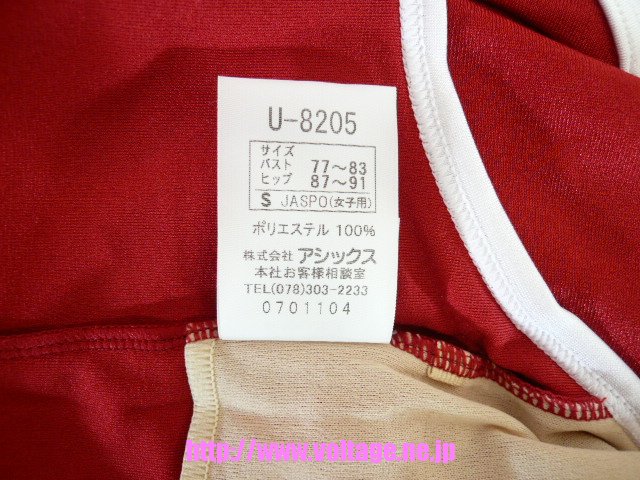 U-8205
サイズ
バスト 77～83
ヒップ 87～91
S JASPO(女子用)
ポリエステル 100%
株式会社 アシックス
本社お客様相談室
TEL(078)303-2233
0701104
http://www.voltage.ne.jp